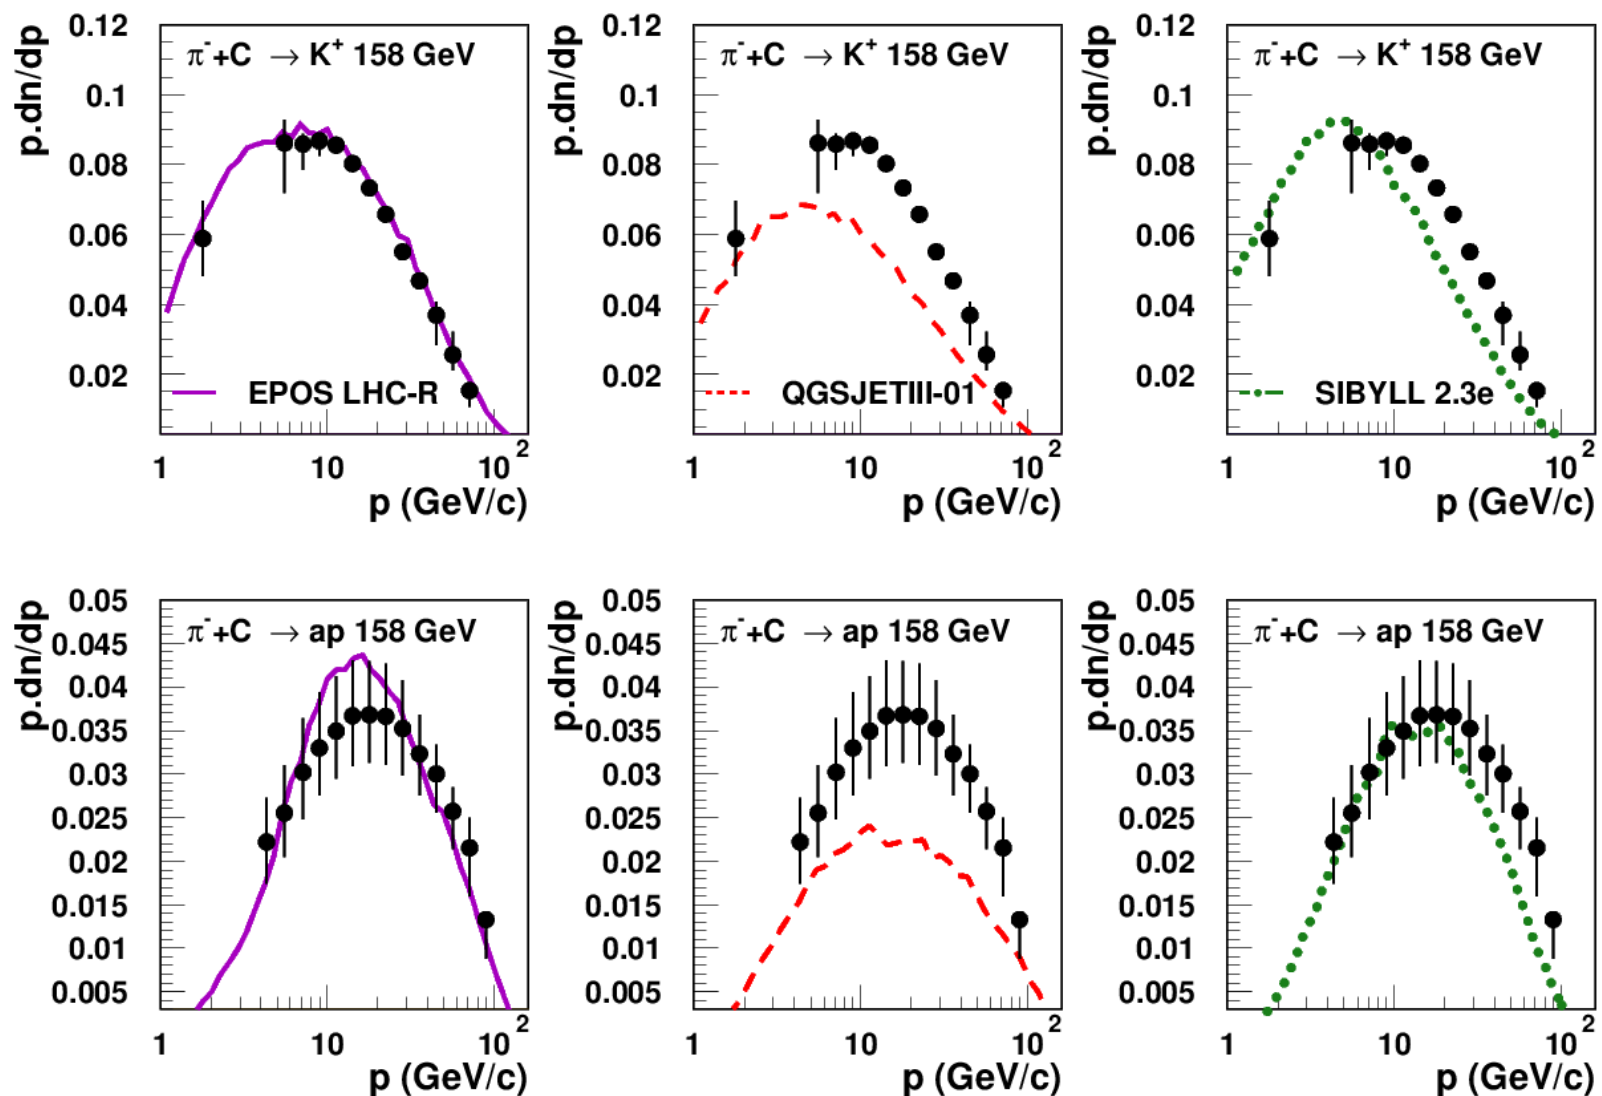 p.dn/dp
π⁻+C → K⁺ 158 GeV
0.12
0.1
0.08
0.06
0.04
0.02
EPOS LHC-R
1 10 10²
p (GeV/c)
p.dn/dp
π⁻+C → K⁺ 158 GeV
0.12
0.1
0.08
0.06
0.04
0.02
QGSJETIII-01
1 10 10²
p (GeV/c)
p.dn/dp
π⁻+C → K⁺ 158 GeV
0.12
0.1
0.08
0.06
0.04
0.02
SIBYLL 2.3e
1 10 10²
p (GeV/c)
p.dn/dp
π⁻+C → ap 158 GeV
0.05
0.045
0.04
0.035
0.03
0.025
0.02
0.015
0.01
0.005
1 10 10²
p (GeV/c)
p.dn/dp
π⁻+C → ap 158 GeV
0.05
0.045
0.04
0.035
0.03
0.025
0.02
0.015
0.01
0.005
1 10 10²
p (GeV/c)
p.dn/dp
π⁻+C → ap 158 GeV
0.05
0.045
0.04
0.035
0.03
0.025
0.02
0.015
0.01
0.005
1 10 10²
p (GeV/c)